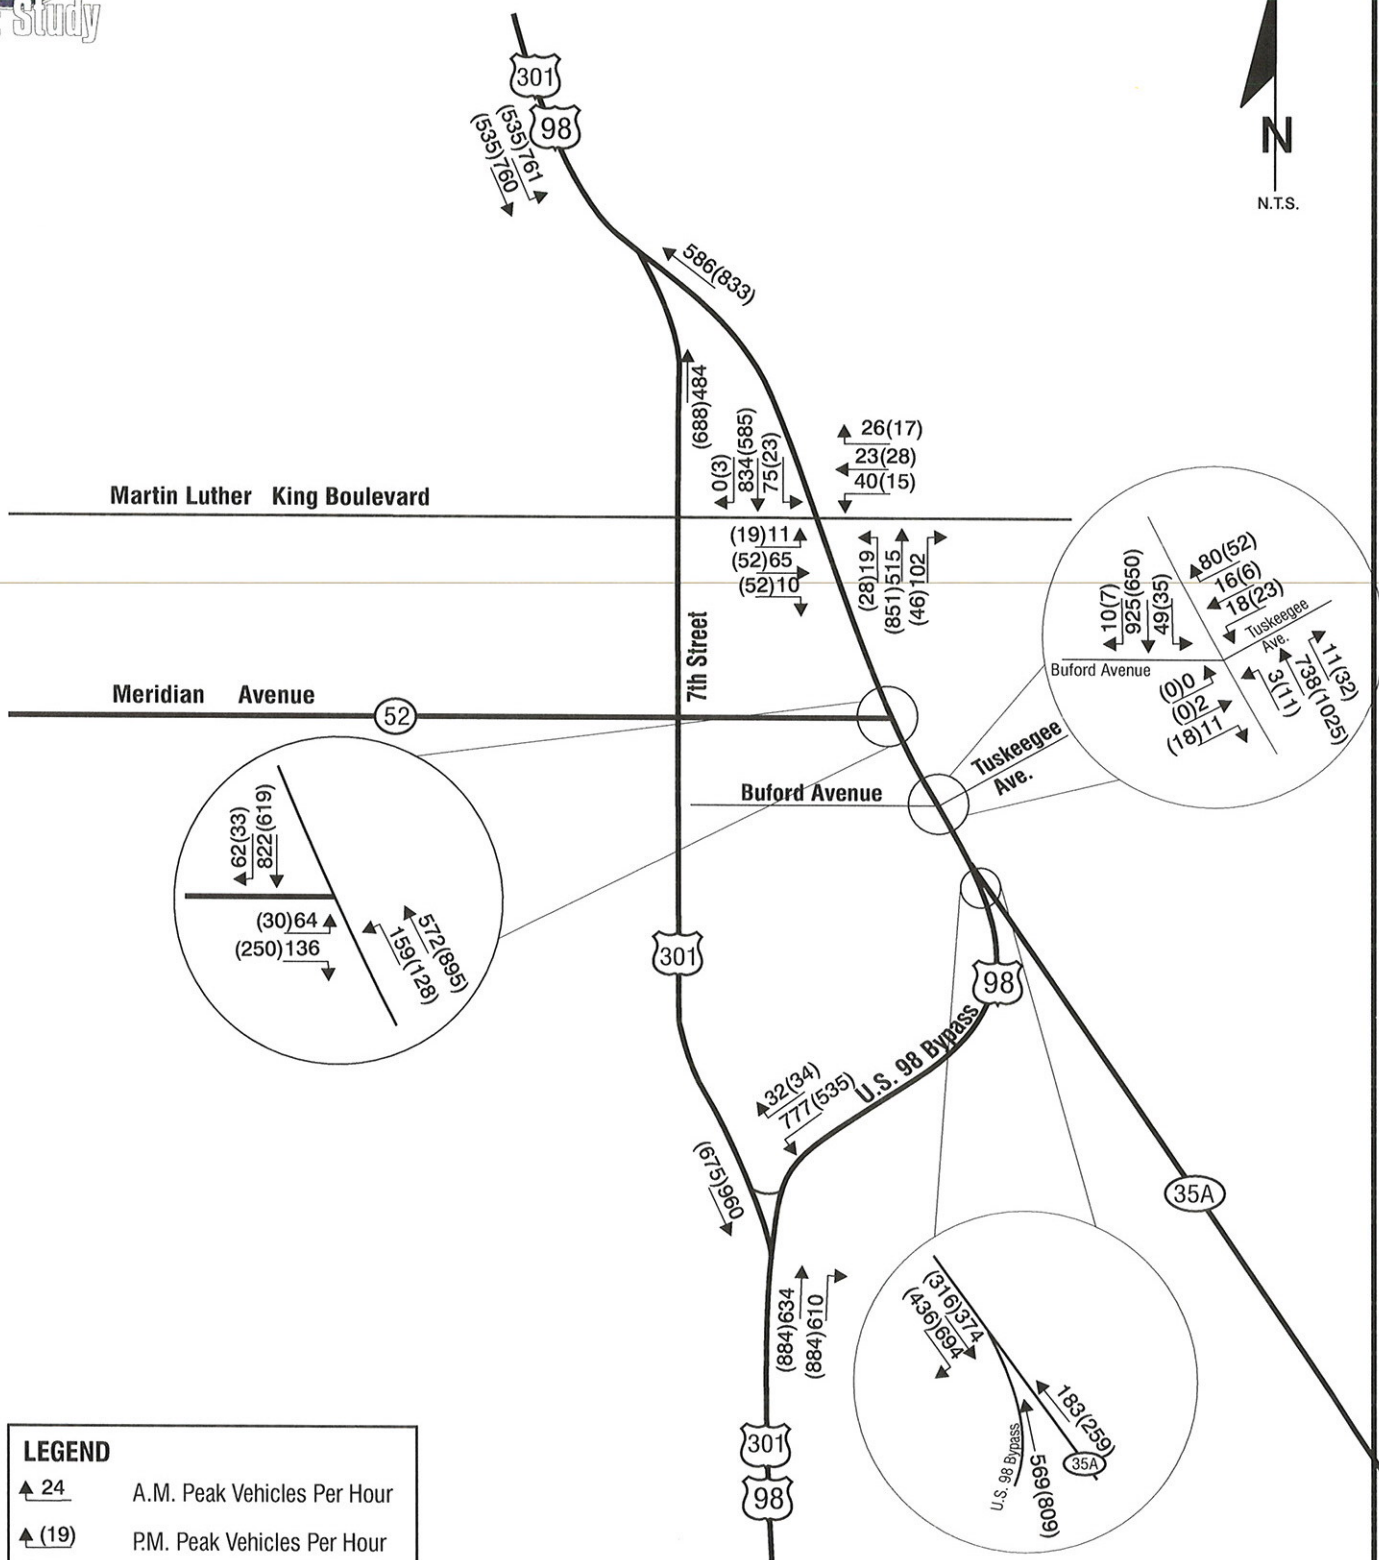 Study
301
98
(535)761
(535)760
N
N.T.S.
586(833)
(688)484
0(3)
834(585)
75(23)
26(17)
23(28)
40(15)
Martin Luther King Boulevard
(19)11
(52)65
(52)10
(28)19
(851)515
(46)102
10(7)
925(650)
49(35)
80(52)
16(6)
18(23)
Tuskeegee
Ave.
Buford Avenue
(0)0
(0)2
(18)11
3(11)
738(1025)
11(32)
7th Street
Meridian Avenue
52
Tuskeegee
Ave.
Buford Avenue
62(33)
822(619)
(30)64
(250)136
572(895)
159(128)
301
98
U.S. 98 Bypass
32(34)
777(535)
(675)960
35A
(884)634
(884)610
(316)374
(436)694
183(259)
35A
U.S. 98 Bypass
569(809)
301
98
LEGEND
24 A.M. Peak Vehicles Per Hour
(19) P.M. Peak Vehicles Per Hour